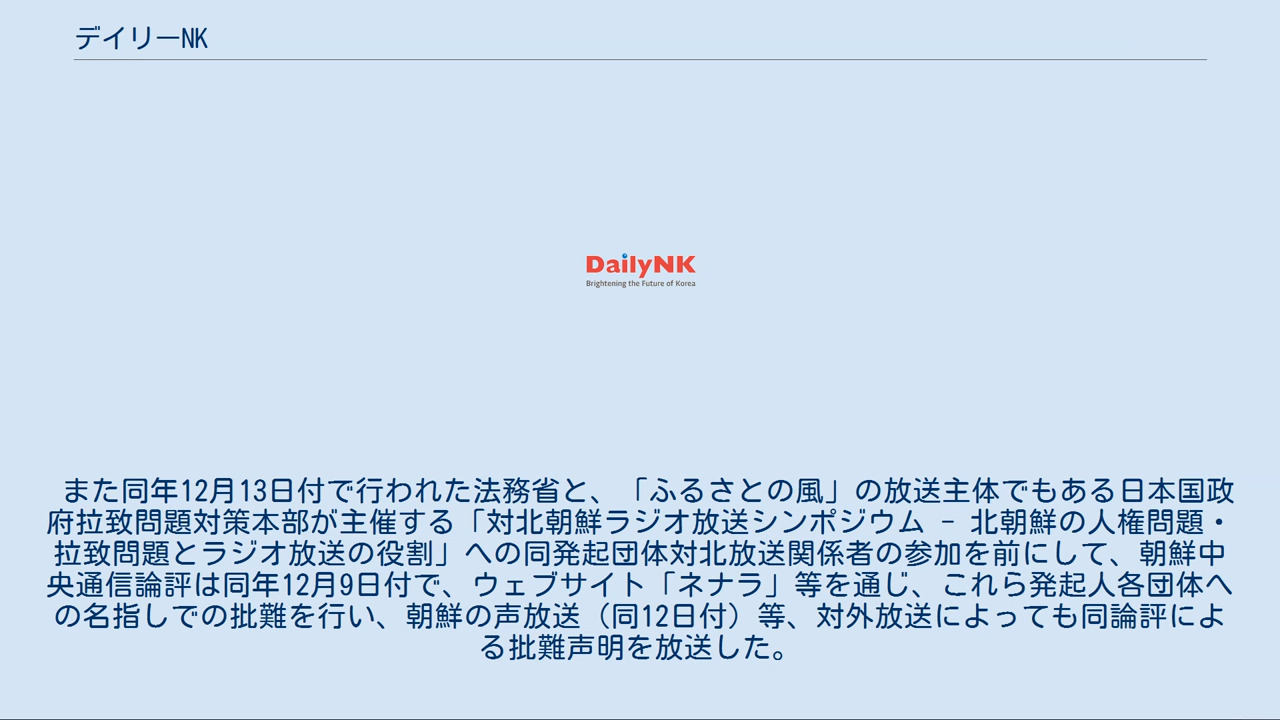 デイリーNK
DailyNK
Brightening the Future of Korea
また同年12月13日付で行われた法務省と、「ふるさとの風」の放送主体でもある日本国政
府拉致問題対策本部が主催する「対北朝鮮ラジオ放送シンポジウム － 北朝鮮の人権問題・
拉致問題とラジオ放送の役割」への同発起団体対北放送関係者の参加を前にして、朝鮮中
央通信論評は同年12月9日付で、ウェブサイト「ネナラ」等を通じ、これら発起人各団体へ
の名指しでの批難を行い、朝鮮の声放送（同12日付）等、対外放送によっても同論評によ
る批難声明を放送した。